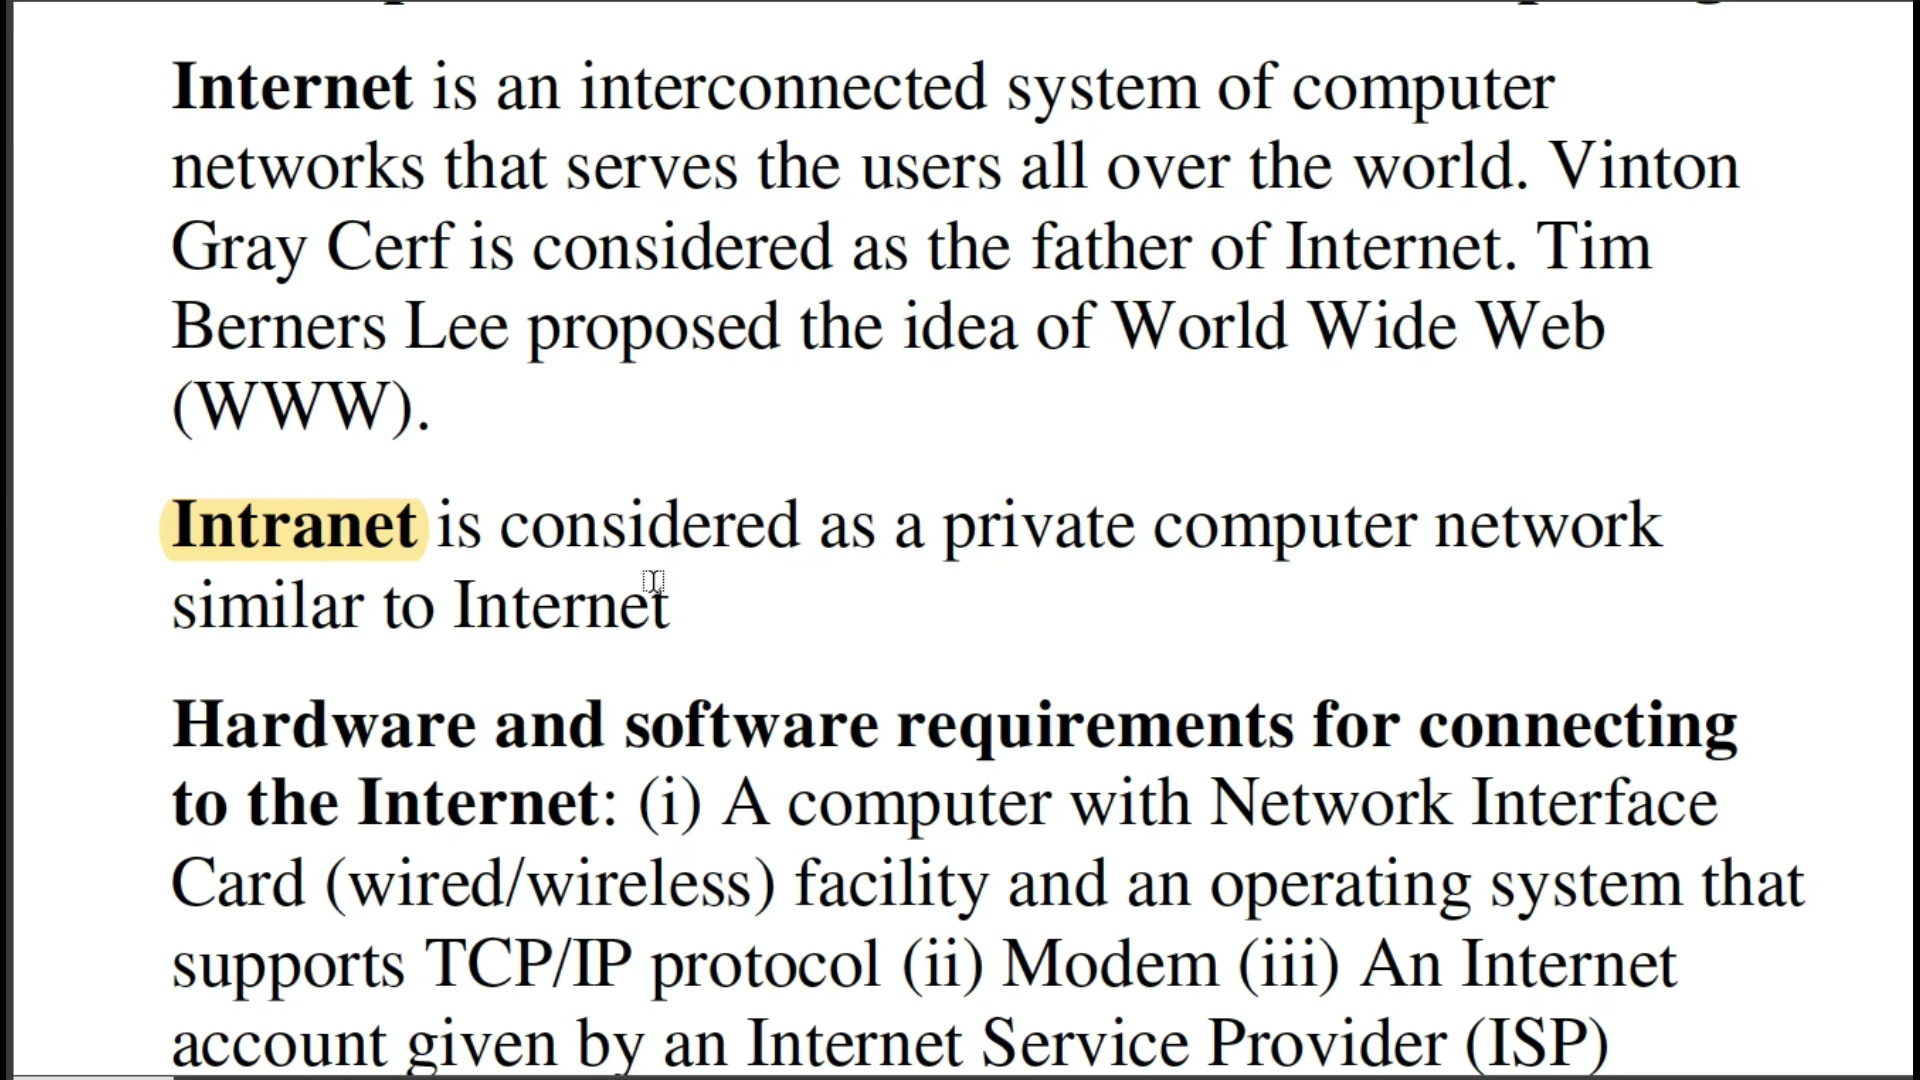 Internet is an interconnected system of computer
networks that serves the users all over the world. Vinton
Gray Cerf is considered as the father of Internet. Tim
Berners Lee proposed the idea of World Wide Web
(WWW).
Intranet is considered as a private computer network
similar to Internet
Hardware and software requirements for connecting
to the Internet: (i) A computer with Network Interface
Card (wired/wireless) facility and an operating system that
supports TCP/IP protocol (ii) Modem (iii) An Internet
account given by an Internet Service Provider (ISP)